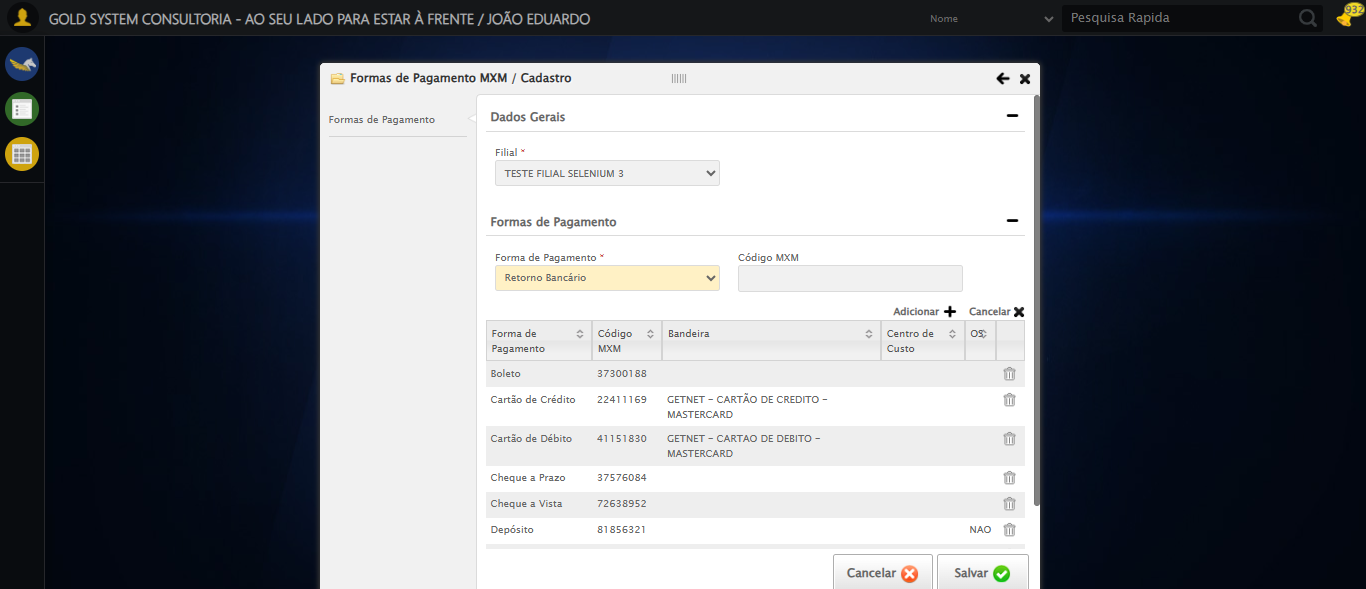 GOLD SYSTEM CONSULTORIA - AO SEU LADO PARA ESTAR À FRENTE / JOÃO EDUARDO
Nome
Pesquisa Rapida
932
Formas de Pagamento MXM / Cadastro
Formas de Pagamento
Dados Gerais
Filial *
TESTE FILIAL SELENIUM 3
Formas de Pagamento
Forma de Pagamento * Código MXM
Retorno Bancário
Adicionar Cancelar
Forma de Pagamento Código MXM Bandeira Centro de Custo OS
Boleto 37300188
Cartão de Crédito 22411169 GETNET - CARTÃO DE CREDITO -
MASTERCARD
Cartão de Débito 41151830 GETNET - CARTAO DE DEBITO -
MASTERCARD
Cheque a Prazo 37576084
Cheque a Vista 72638952
Depósito 81856321 NAO
Cancelar Salvar